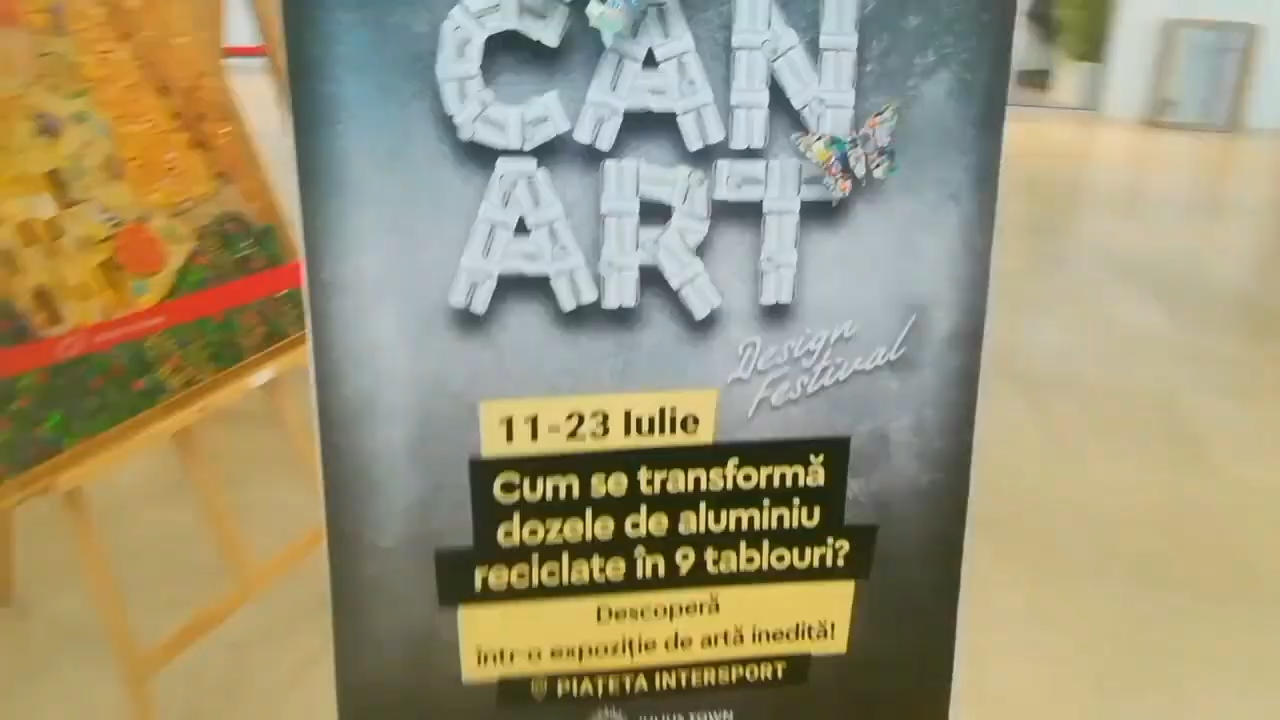 CAN
ART
Design
Festival
11-23 Iulie
Cum se transformă
dozele de aluminiu
reciclate în 9 tablouri?
Descoperă
într-o expoziție de artă inedită!
PIAȚETA INTERSPORT
TOWN